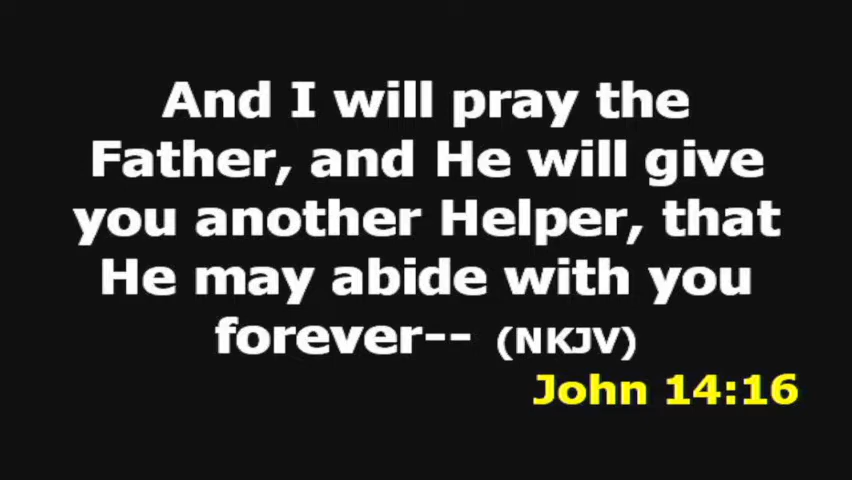 And I will pray the
Father, and He will give
you another Helper, that
He may abide with you
forever-- (NKJV)
John 14:16